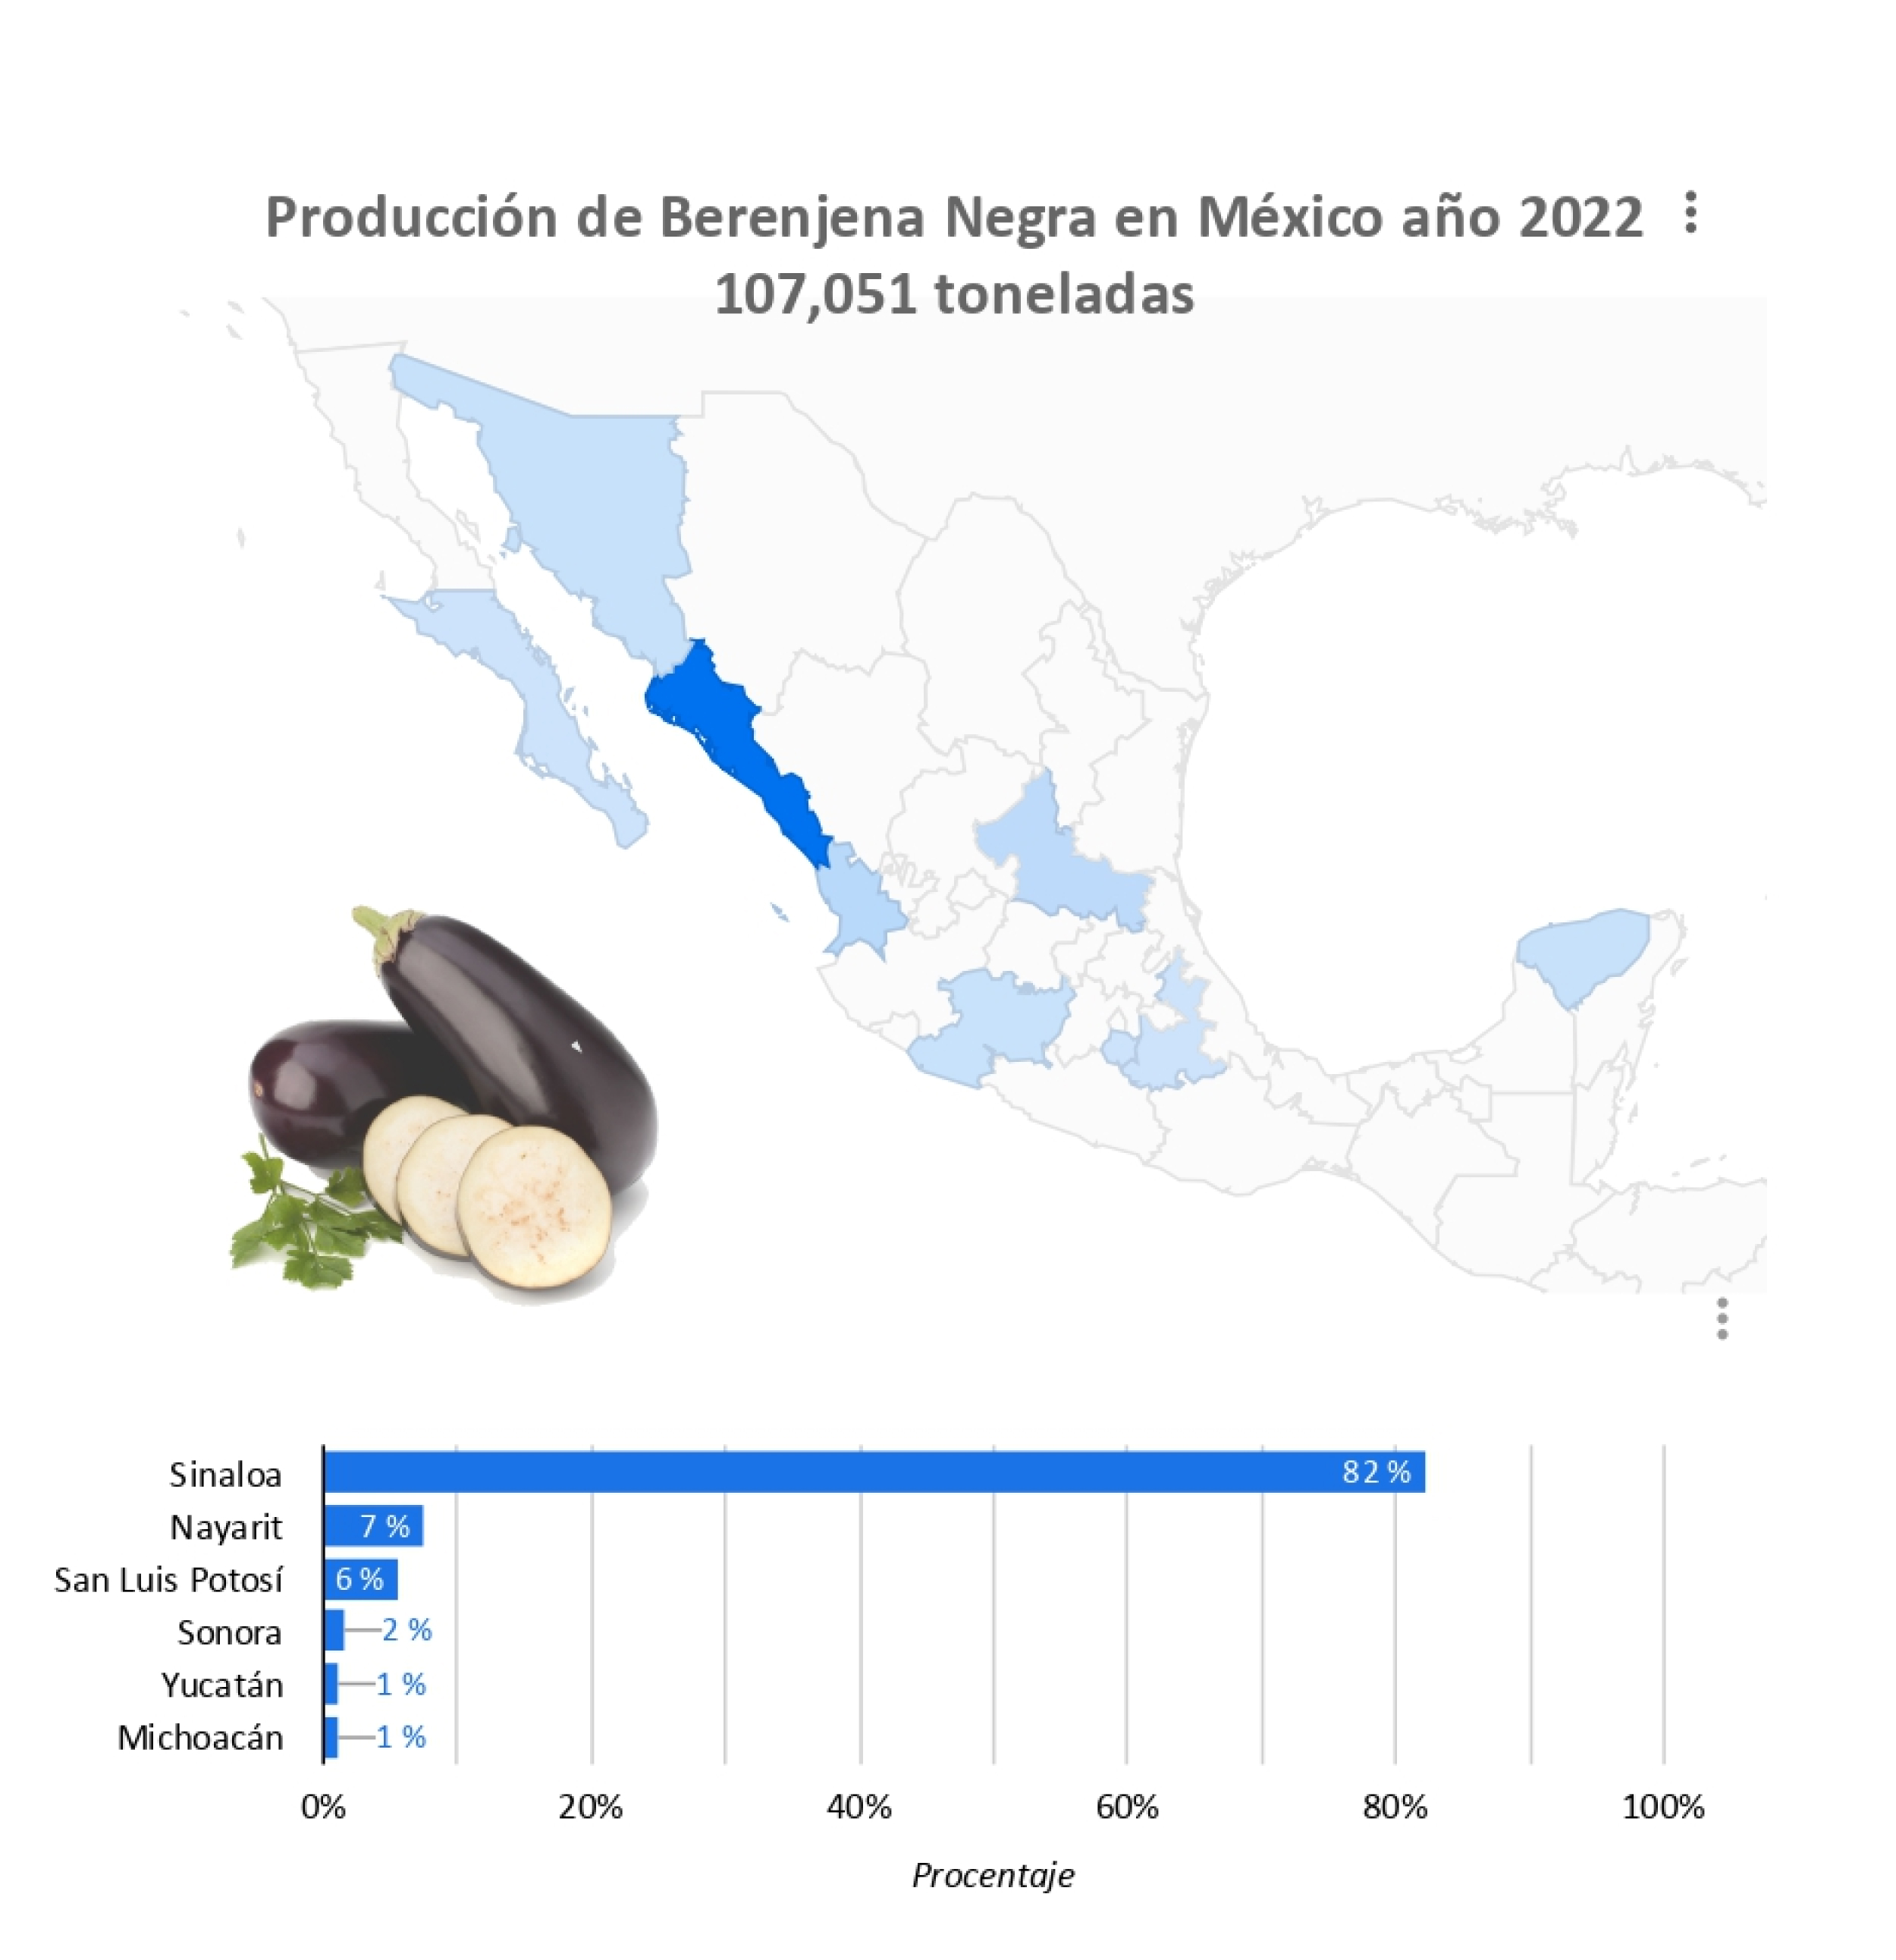 Producción de Berenjena Negra en México año 2022
107,051 toneladas
Sinaloa 82 %
Nayarit 7 %
San Luis Potosí 6 %
Sonora 2 %
Yucatán 1 %
Michoacán 1 %
0% 20% 40% 60% 80% 100%
Procentaje